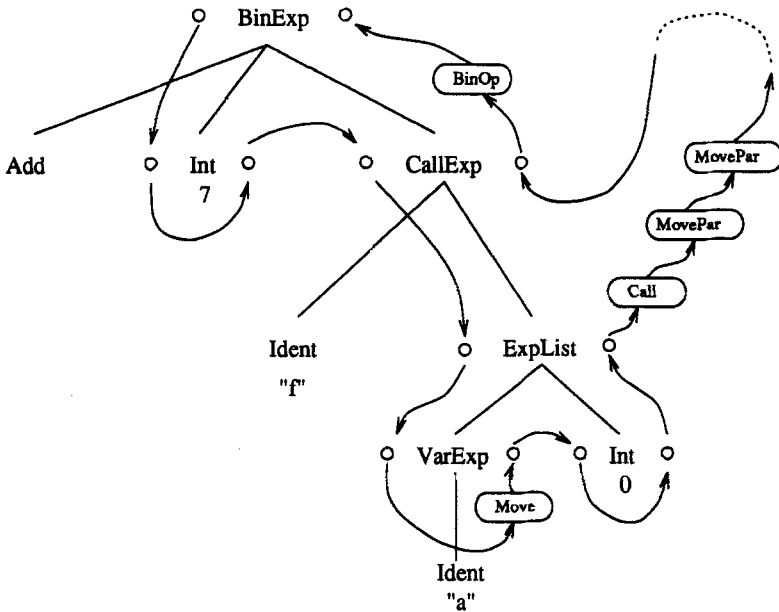 BinExp
BinOp
Add
Int
7
CallExp
MovePar
MovePar
Call
Ident
"f"
ExpList
VarExp
Int
0
Move
Ident
"a"